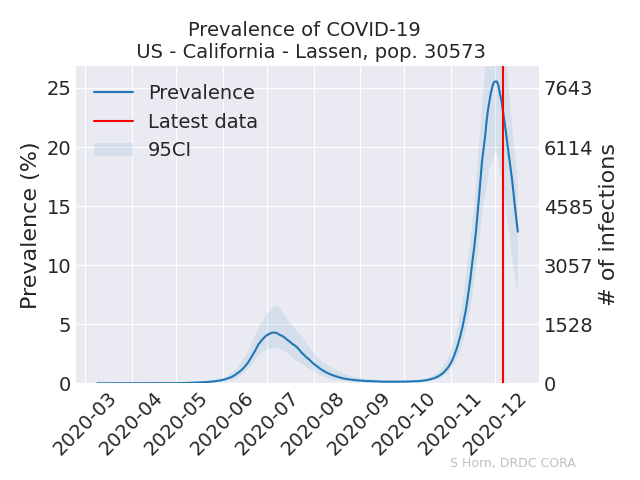 Prevalence of COVID-19
US - California - Lassen, pop. 30573
Prevalence
Latest data
95CI
Prevalence (%)
25
20
15
10
5
0
7643
6114
4585
3057
1528
0
# of infections
2020-03
2020-04
2020-05
2020-06
2020-07
2020-08
2020-09
2020-10
2020-11
2020-12
S Horn, DRDC CORA